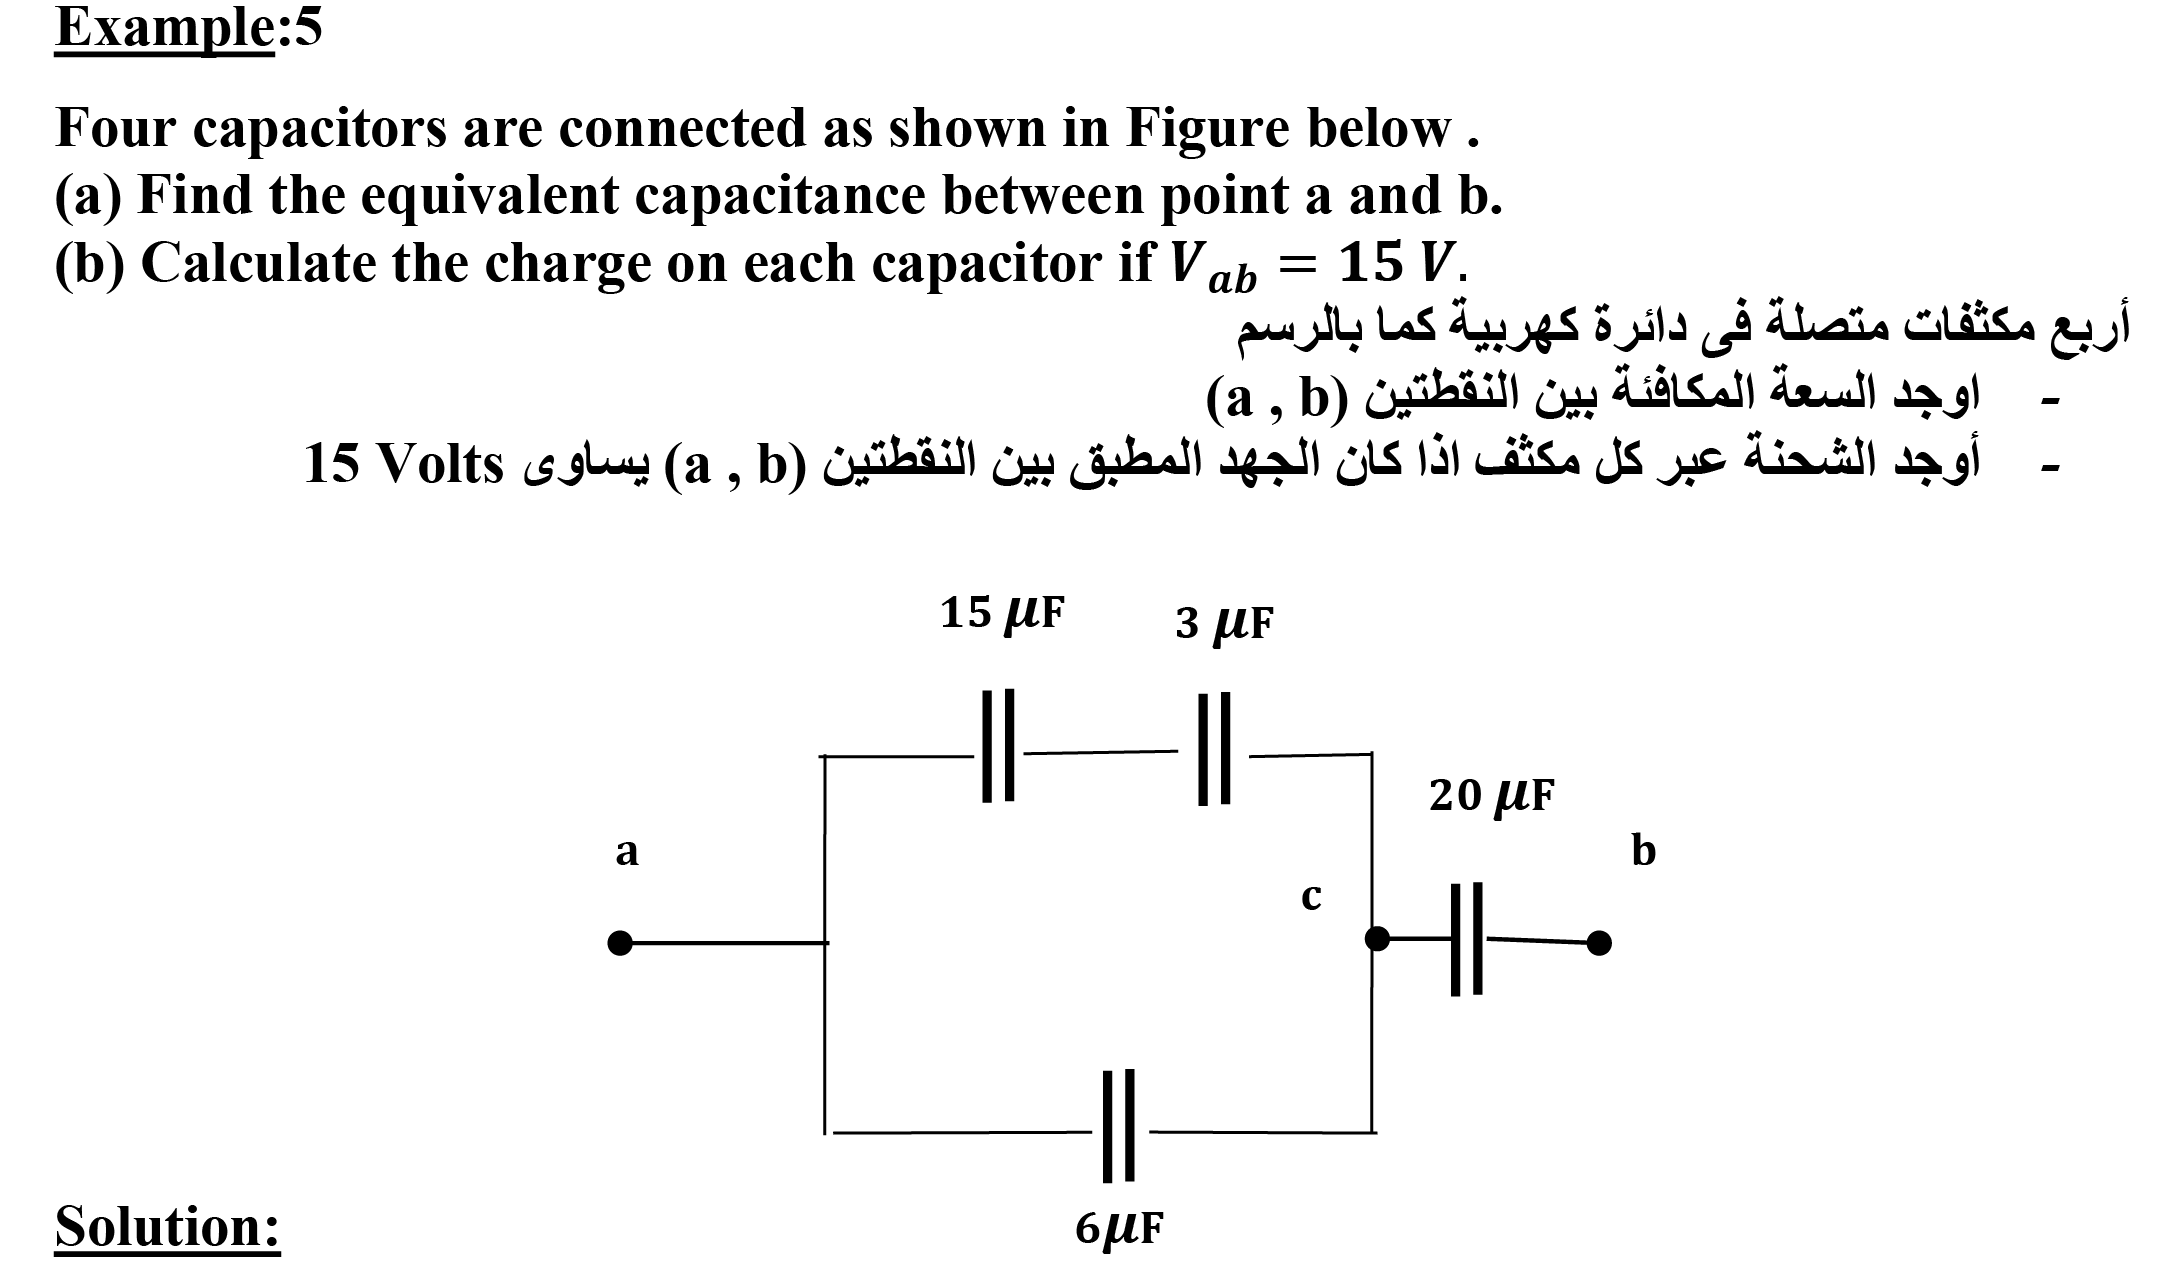 Example:5
Four capacitors are connected as shown in Figure below .
(a) Find the equivalent capacitance between point a and b.
(b) Calculate the charge on each capacitor if V_ab = 15 V.
أربع مكثفات متصلة فى دائرة كهربية كما بالرسم
- اوجد السعة المكافئة بين النقطتين (a , b)
- أوجد الشحنة عبر كل مكثف اذا كان الجهد المطبق بين النقطتين (a , b) يساوى 15 Volts
15 μF
3 μF
20 μF
a
b
c
6μF
Solution: